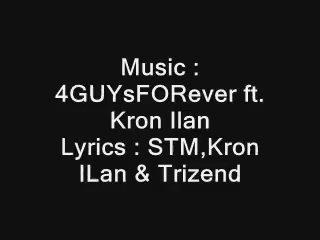 Music :
4GUYsFORever ft.
Kron Ilan
Lyrics : STM,Kron
ILan & Trizend